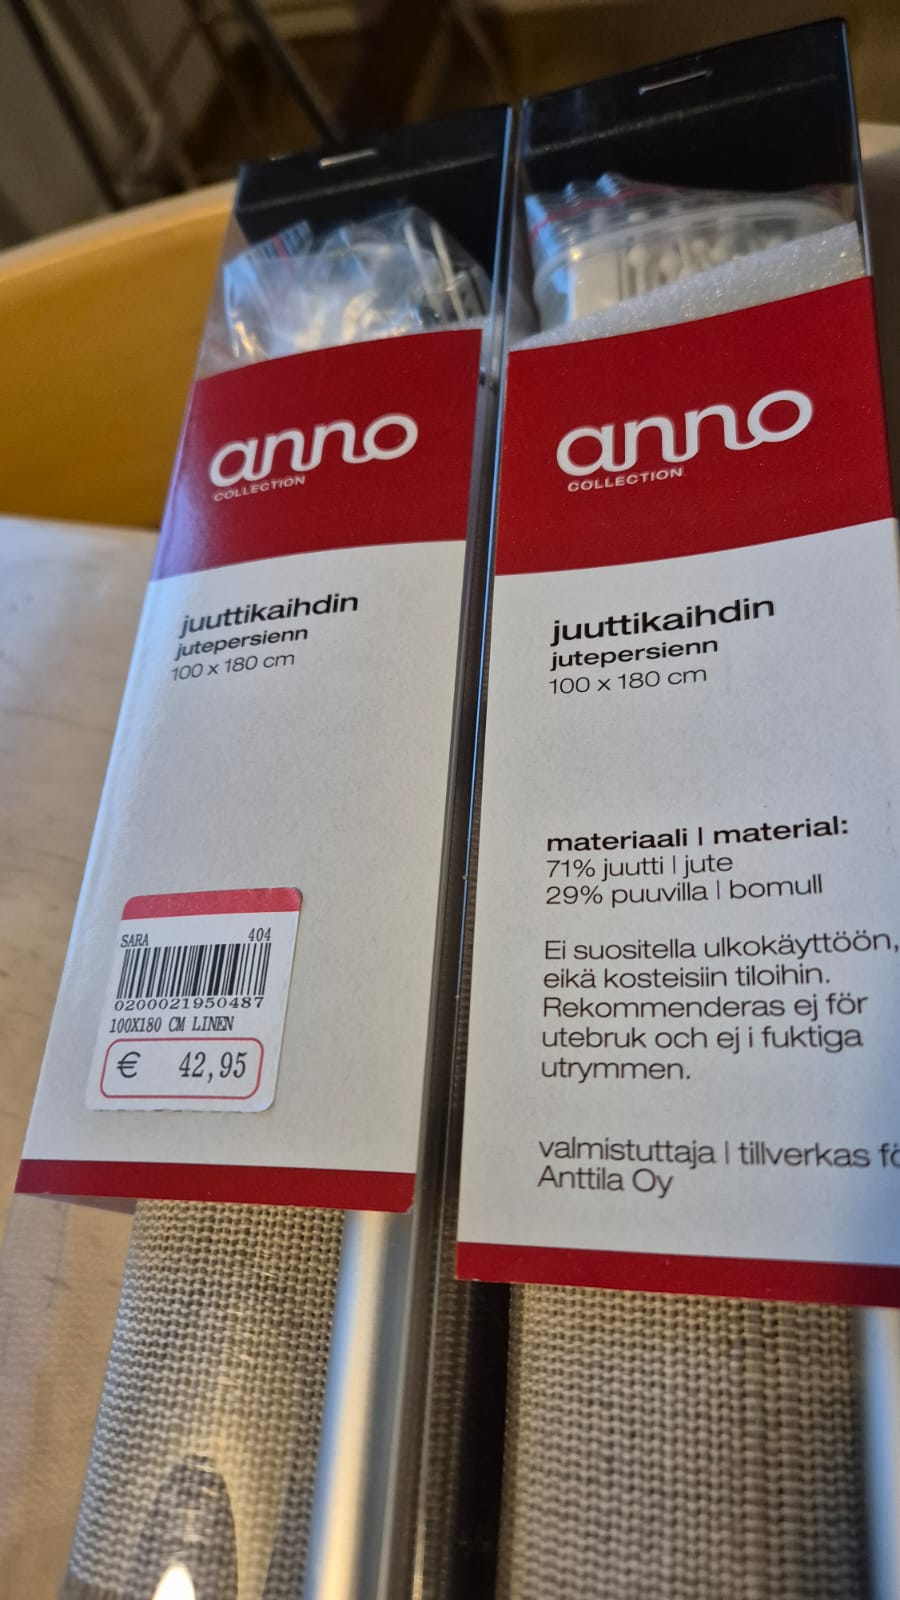 anno
COLLECTION
juuttikaihdin
jutepersienn
100 x 180 cm
SARA 404
0200021950487
100X180 CM LINEN
€ 42,95
anno
COLLECTION
juuttikaihdin
jutepersienn
100 x 180 cm
materiaali | material:
71% juutti | jute
29% puuvilla | bomull
Ei suositella ulkokäyttöön,
eikä kosteisiin tiloihin.
Rekommenderas ej för
utebruk och ej i fuktiga
utrymmen.
valmistuttaja | tillverkas
Anttila Oy